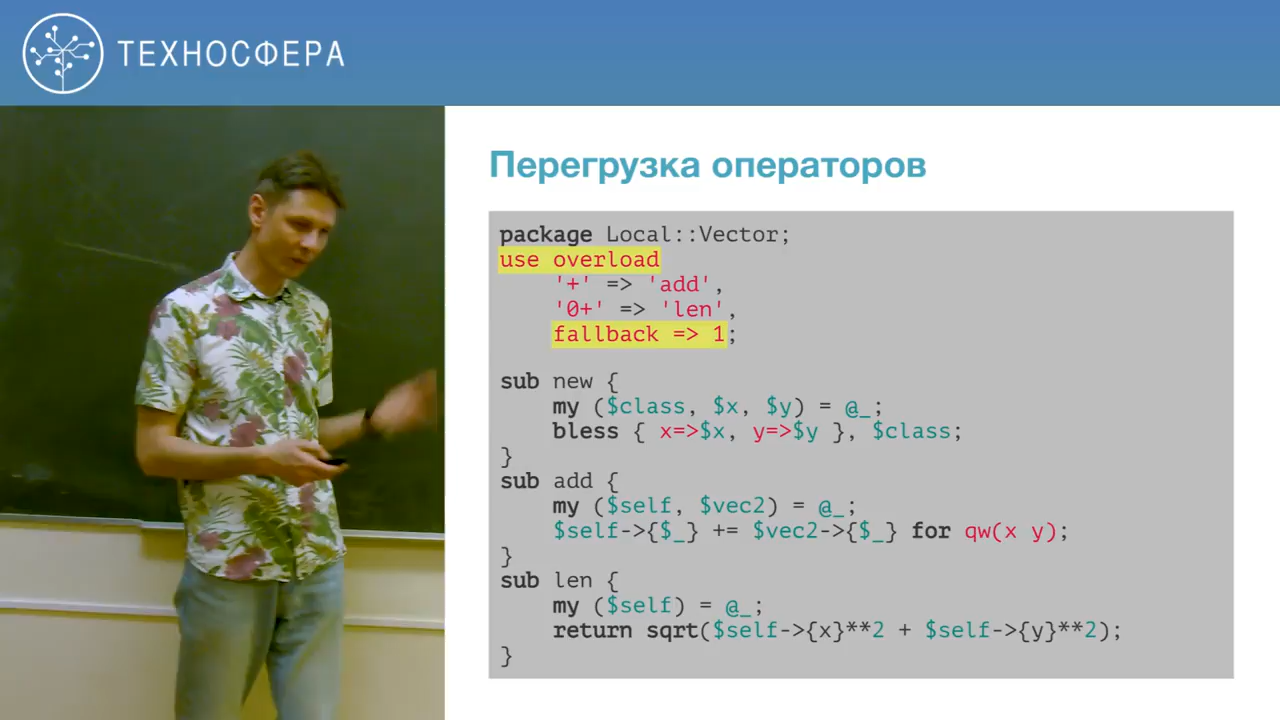 ТЕХНОСФЕРА
Перегрузка операторов
package Local::Vector;
use overload
    '+' => 'add',
    '0+' => 'len',
    fallback => 1;
sub new {
    my ($class, $x, $y) = @_;
    bless { x=>$x, y=>$y }, $class;
}
sub add {
    my ($self, $vec2) = @_;
    $self->{$_} += $vec2->{$_} for qw(x y);
}
sub len {
    my ($self) = @_;
    return sqrt($self->{x}**2 + $self->{y}**2);
}